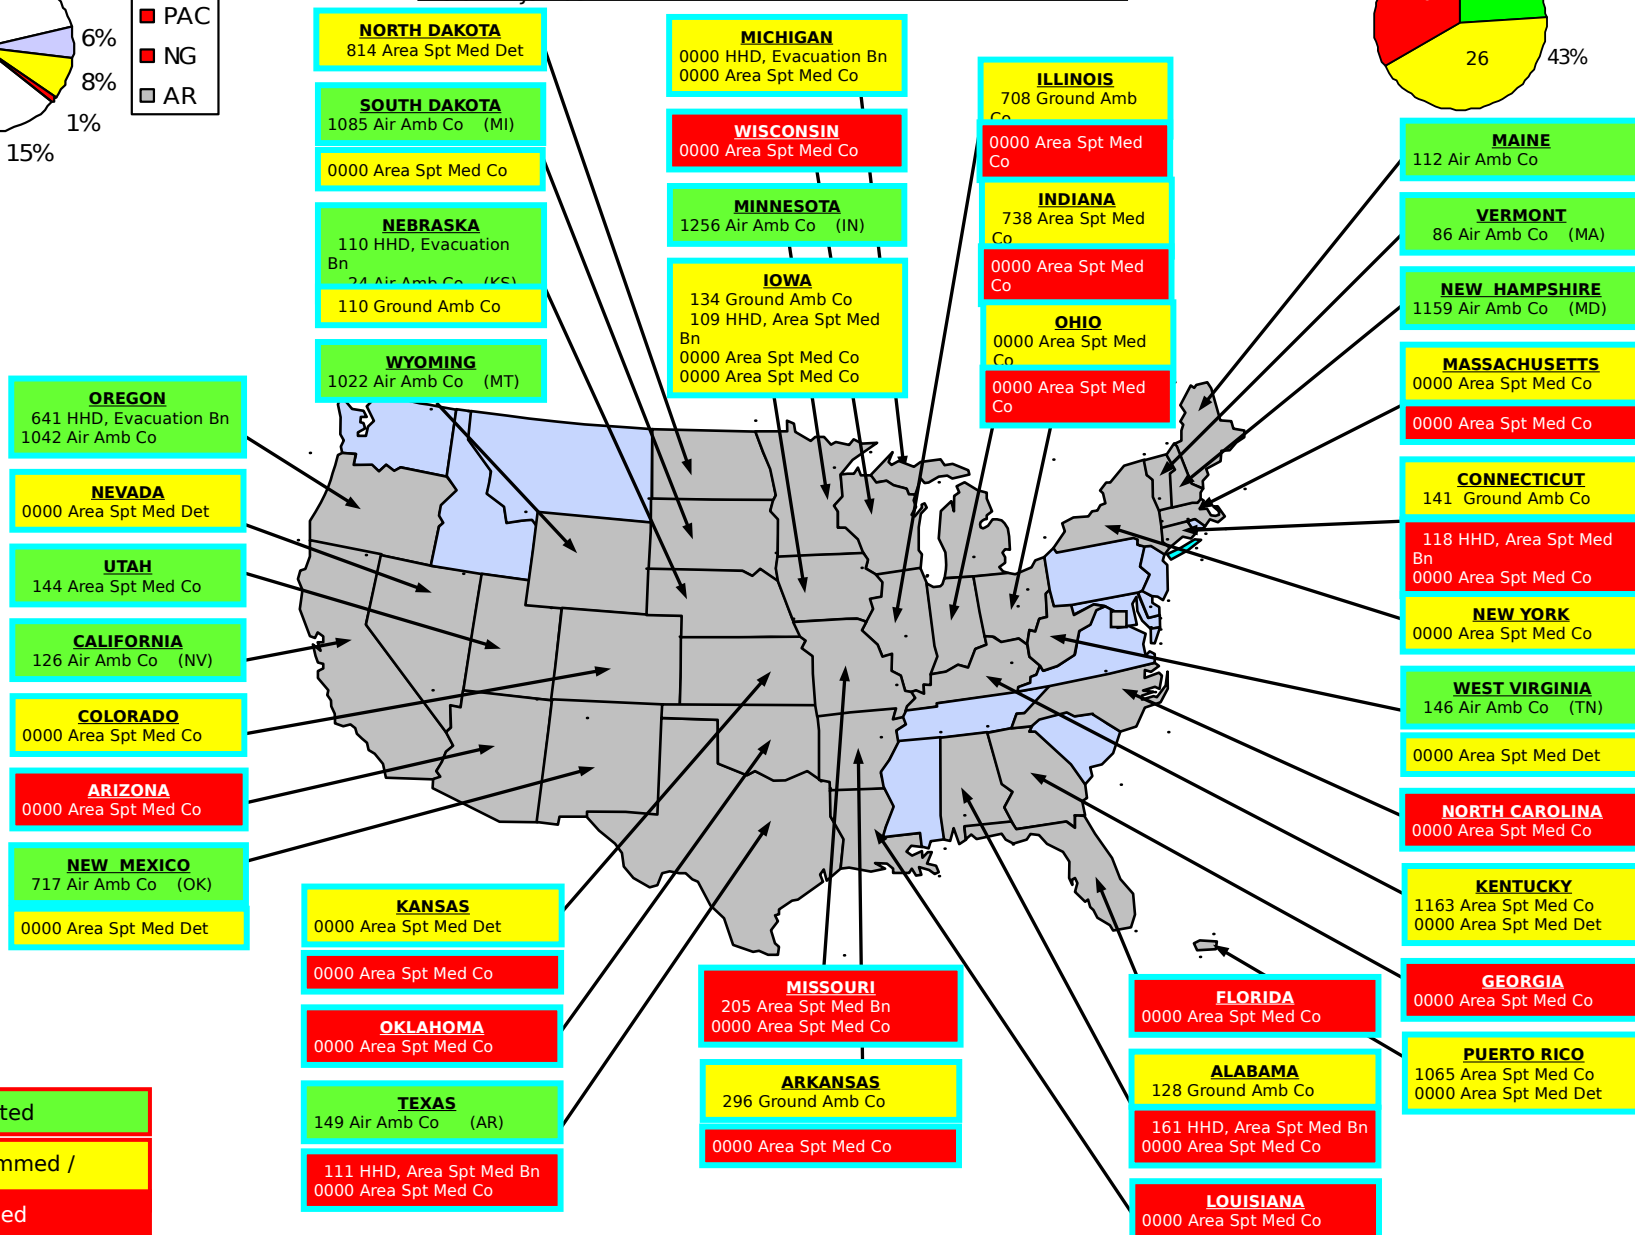 PAC
NG
AR
6%
8%
1%
15%
26
43%
NORTH DAKOTA
814 Area Spt Med Det
SOUTH DAKOTA
1085 Air Amb Co (MI)
0000 Area Spt Med Co
NEBRASKA
110 HHD, Evacuation
Bn
24 Air Amb Co (KS)
110 Ground Amb Co
WYOMING
1022 Air Amb Co (MT)
MICHIGAN
0000 HHD, Evacuation Bn
0000 Area Spt Med Co
WISCONSIN
0000 Area Spt Med Co
MINNESOTA
1256 Air Amb Co (IN)
IOWA
134 Ground Amb Co
109 HHD, Area Spt Med
Bn
0000 Area Spt Med Co
0000 Area Spt Med Co
ILLINOIS
708 Ground Amb
Co
0000 Area Spt Med
Co
INDIANA
738 Area Spt Med
Co
0000 Area Spt Med
Co
OHIO
0000 Area Spt Med
Co
0000 Area Spt Med
Co
MAINE
112 Air Amb Co
VERMONT
86 Air Amb Co (MA)
NEW HAMPSHIRE
1159 Air Amb Co (MD)
MASSACHUSETTS
0000 Area Spt Med Co
0000 Area Spt Med Co
CONNECTICUT
141 Ground Amb Co
118 HHD, Area Spt Med
Bn
0000 Area Spt Med Co
NEW YORK
0000 Area Spt Med Co
WEST VIRGINIA
146 Air Amb Co (TN)
0000 Area Spt Med Det
NORTH CAROLINA
0000 Area Spt Med Co
KENTUCKY
1163 Area Spt Med Co
0000 Area Spt Med Det
GEORGIA
0000 Area Spt Med Co
PUERTO RICO
1065 Area Spt Med Co
0000 Area Spt Med Det
OREGON
641 HHD, Evacuation Bn
1042 Air Amb Co
NEVADA
0000 Area Spt Med Det
UTAH
144 Area Spt Med Co
CALIFORNIA
126 Air Amb Co (NV)
COLORADO
0000 Area Spt Med Co
ARIZONA
0000 Area Spt Med Co
NEW MEXICO
717 Air Amb Co (OK)
0000 Area Spt Med Det
KANSAS
0000 Area Spt Med Det
0000 Area Spt Med Co
OKLAHOMA
0000 Area Spt Med Co
TEXAS
149 Air Amb Co (AR)
111 HHD, Area Spt Med Bn
0000 Area Spt Med Co
MISSOURI
205 Area Spt Med Bn
0000 Area Spt Med Co
ARKANSAS
296 Ground Amb Co
0000 Area Spt Med Co
FLORIDA
0000 Area Spt Med Co
ALABAMA
128 Ground Amb Co
161 HHD, Area Spt Med Bn
0000 Area Spt Med Co
LOUISIANA
0000 Area Spt Med Co
ted
mmed /
ed